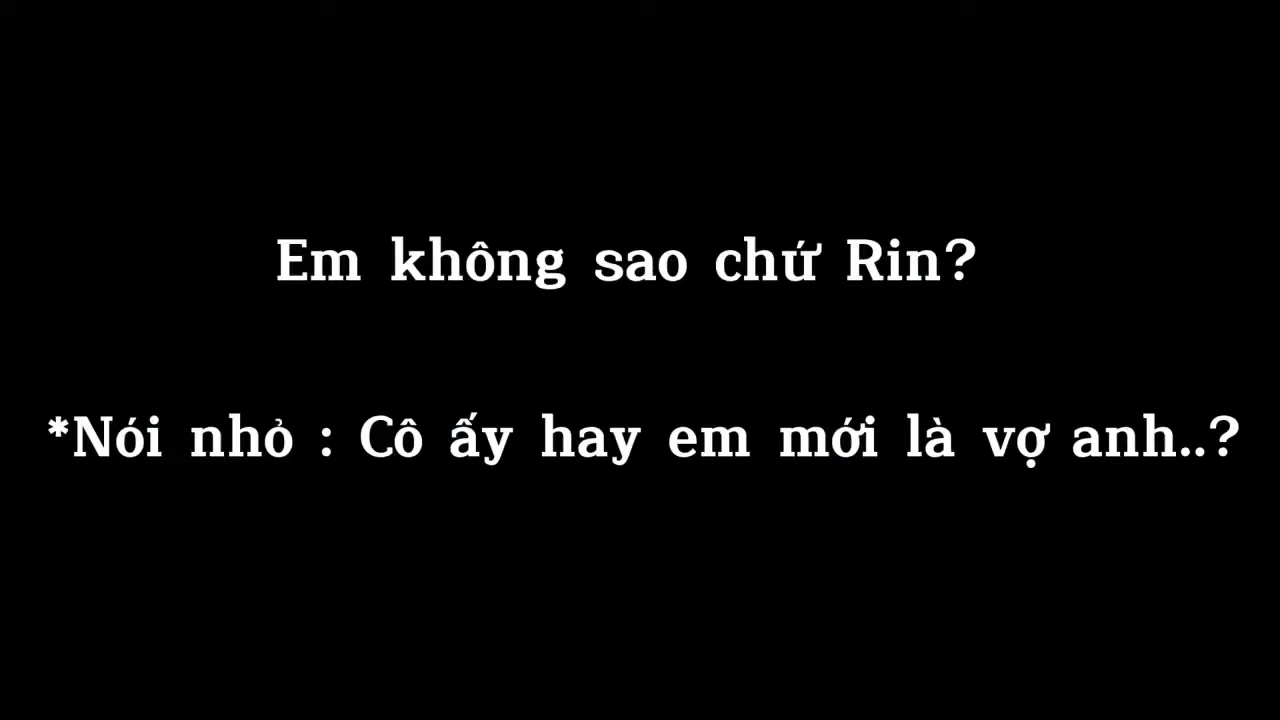 Em không sao chứ Rin?
*Nói nhỏ : Cô ấy hay em mới là vợ anh..?